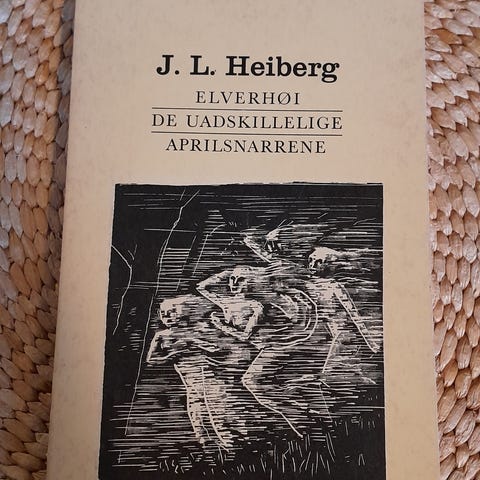 J. L. Heiberg
ELVERHØI
DE UADSKILLELIGE
APRILSNARRENE